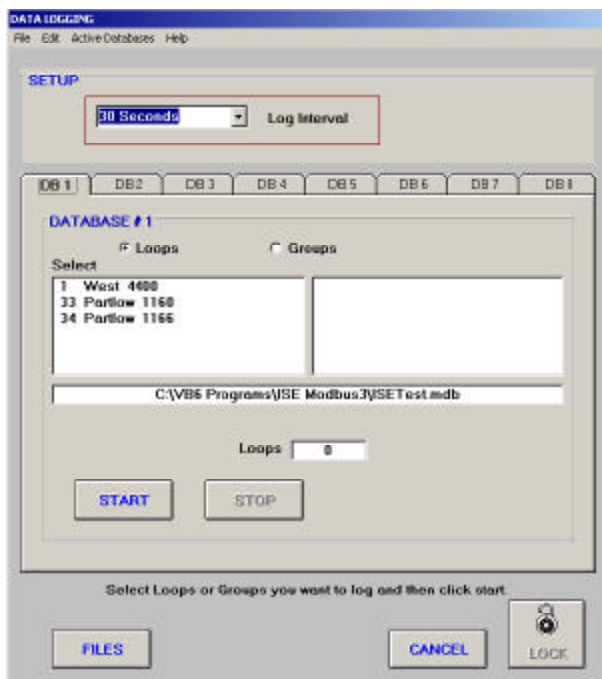 DATA LOGGING
File Edit Active Databases Help
SETUP
30 Seconds Log Interval
DB 1 DB2 DB 3 DB 4 DB 5 DB 6 DB 7 DB 8
DATABASE # 1
Loops Groups
Select
1 West 4400
33 Partlow 1160
34 Partlow 1166
C:\VB6 Programs\ISE Modbus3\ISETest.mdb
Loops 0
START STOP
Select Loops or Groups you want to log and then click start.
FILES CANCEL LOCK